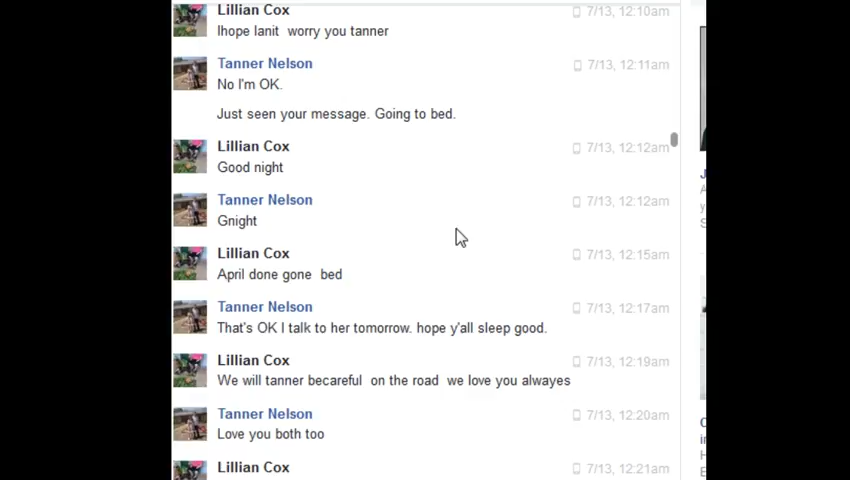 Lillian Cox 7/13, 12:10am
Ihope Ianit worry you tanner
Tanner Nelson 7/13, 12:11am
No I'm OK.
Just seen your message. Going to bed.
Lillian Cox 7/13, 12:12am
Good night
Tanner Nelson 7/13, 12:12am
Gnight
Lillian Cox 7/13, 12:15am
April done gone bed
Tanner Nelson 7/13, 12:17am
That's OK I talk to her tomorrow. hope y'all sleep good.
Lillian Cox 7/13, 12:19am
We will tanner becareful on the road we love you alwayes
Tanner Nelson 7/13, 12:20am
Love you both too
Lillian Cox 7/13, 12:21am